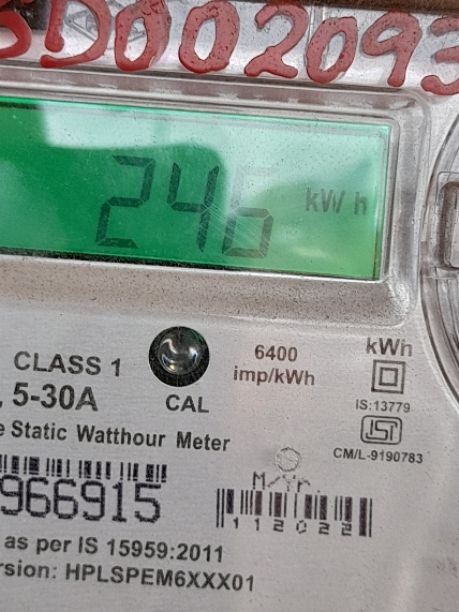 SD002093
246 kWh
CLASS 1
5-30A
CAL
6400
imp/kWh
kWh
IS:13779
CM/L-9190783
e Static Watthour Meter
966915
M/Yr.
112022
as per IS 15959:2011
rsion: HPLSPEM6XXX01